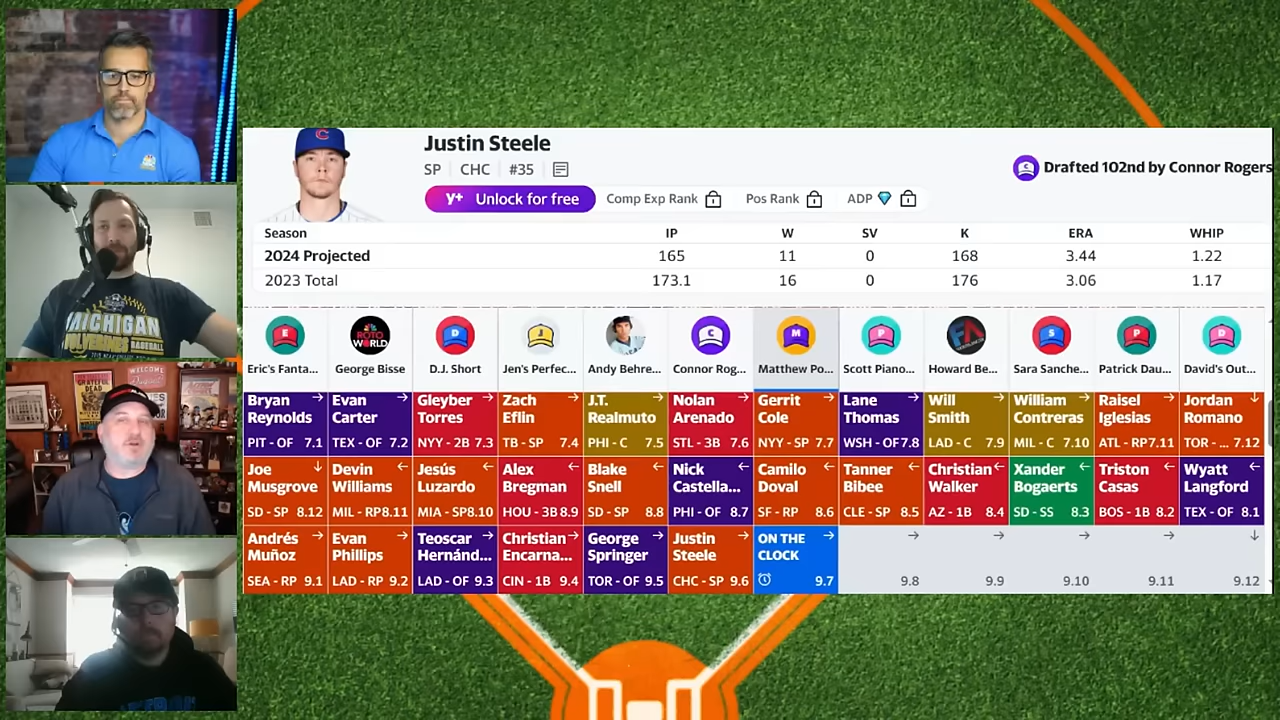 Justin Steele
SP CHC #35
Drafted 102nd by Connor Rogers
y+ Unlock for free Comp Exp Rank Pos Rank ADP
Season IP W SV K ERA WHIP
2024 Projected 165 11 0 168 3.44 1.22
2023 Total 173.1 16 0 176 3.06 1.17
E ROTO WORLD D J C M P FA S P D
Eric's Fanta... George Bisse D.J. Short Jen's Perfec... Andy Behre... Connor Rog... Matthew Po... Scott Piano... Howard Be... Sara Sanche... Patrick Dau... David's Out...
Bryan Evan Gleyber Zach J.T. Nolan Gerrit Lane Will William Raisel Jordan
Reynolds Carter Torres Eflin Realmuto Arenado Cole Thomas Smith Contreras Iglesias Romano
PIT - OF 7.1 TEX - OF 7.2 NYY - 2B 7.3 TB - SP 7.4 PHI - C 7.5 STL - 3B 7.6 NYY - SP 7.7 WSH - OF 7.8 LAD - C 7.9 MIL - C 7.10 ATL - RP 7.11 TOR - ... 7.12
Joe Devin Jesús Alex Blake Nick Camilo Tanner Christian Xander Triston Wyatt
Musgrove Williams Luzardo Bregman Snell Castella... Doval Bibee Walker Bogaerts Casas Langford
SD - SP 8.12 MIL - RP 8.11 MIA - SP 8.10 HOU - 3B 8.9 SD - SP 8.8 PHI - OF 8.7 SF - RP 8.6 CLE - SP 8.5 AZ - 1B 8.4 SD - SS 8.3 BOS - 1B 8.2 TEX - OF 8.1
Andrés Evan Teoscar Christian George Justin ON THE
Muñoz Phillips Hernánd... Encarna... Springer Steele CLOCK
SEA - RP 9.1 LAD - RP 9.2 LAD - OF 9.3 CIN - 1B 9.4 TOR - OF 9.5 CHC - SP 9.6 9.7 9.8 9.9 9.10 9.11 9.12
MICHIGAN
WOLVERINES
BASEBALL
WELCOME
GRATEFUL
DEAD